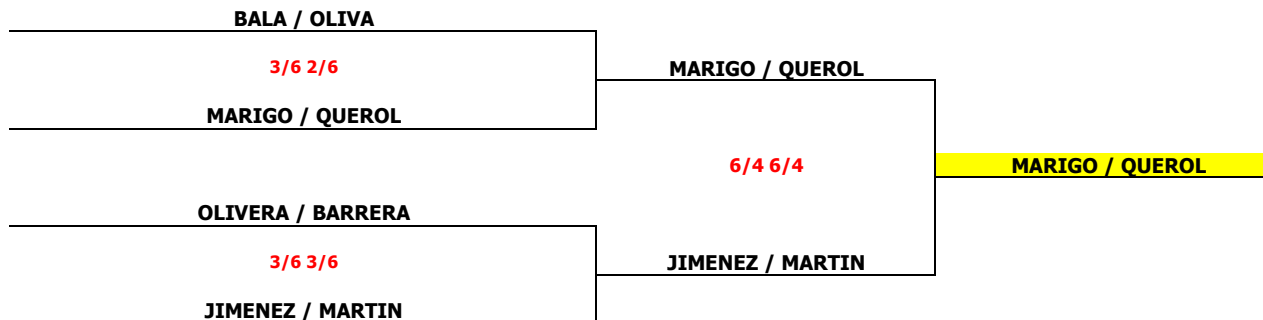 BALA / OLIVA
3/6 2/6
MARIGO / QUEROL
MARIGO / QUEROL
6/4 6/4
MARIGO / QUEROL
OLIVERA / BARRERA
3/6 3/6
JIMENEZ / MARTIN
JIMENEZ / MARTIN